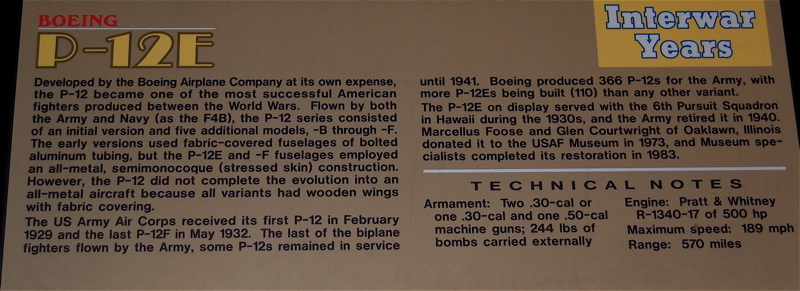 BOEING
P-12E
Interwar
Years
Developed by the Boeing Airplane Company at its own expense,
the P-12 became one of the most successful American
fighters produced between the World Wars. Flown by both
the Army and Navy (as the F4B), the P-12 series consisted
of an initial version and five additional models, -B through -F.
The early versions used fabric-covered fuselages of bolted
aluminum tubing, but the P-12E and -F fuselages employed
an all-metal, semimonocoque (stressed skin) construction.
However, the P-12 did not complete the evolution into an
all-metal aircraft because all variants had wooden wings
with fabric covering.
The US Army Air Corps received its first P-12 in February
1929 and the last P-12F in May 1932. The last of the biplane
fighters flown by the Army, some P-12s remained in service
until 1941. Boeing produced 366 P-12s for the Army, with
more P-12Es being built (110) than any other variant.
The P-12E on display served with the 6th Pursuit Squadron
in Hawaii during the 1930s, and the Army retired it in 1940.
Marcellus Foose and Glen Courtwright of Oaklawn, Illinois
donated it to the USAF Museum in 1973, and Museum spe-
cialists completed its restoration in 1983.
TECHNICAL NOTES
Armament: Two .30-cal or
one .30-cal and one .50-cal
machine guns; 244 lbs of
bombs carried externally
Engine: Pratt & Whitney
R-1340-17 of 500 hp
Maximum speed: 189 mph
Range: 570 miles